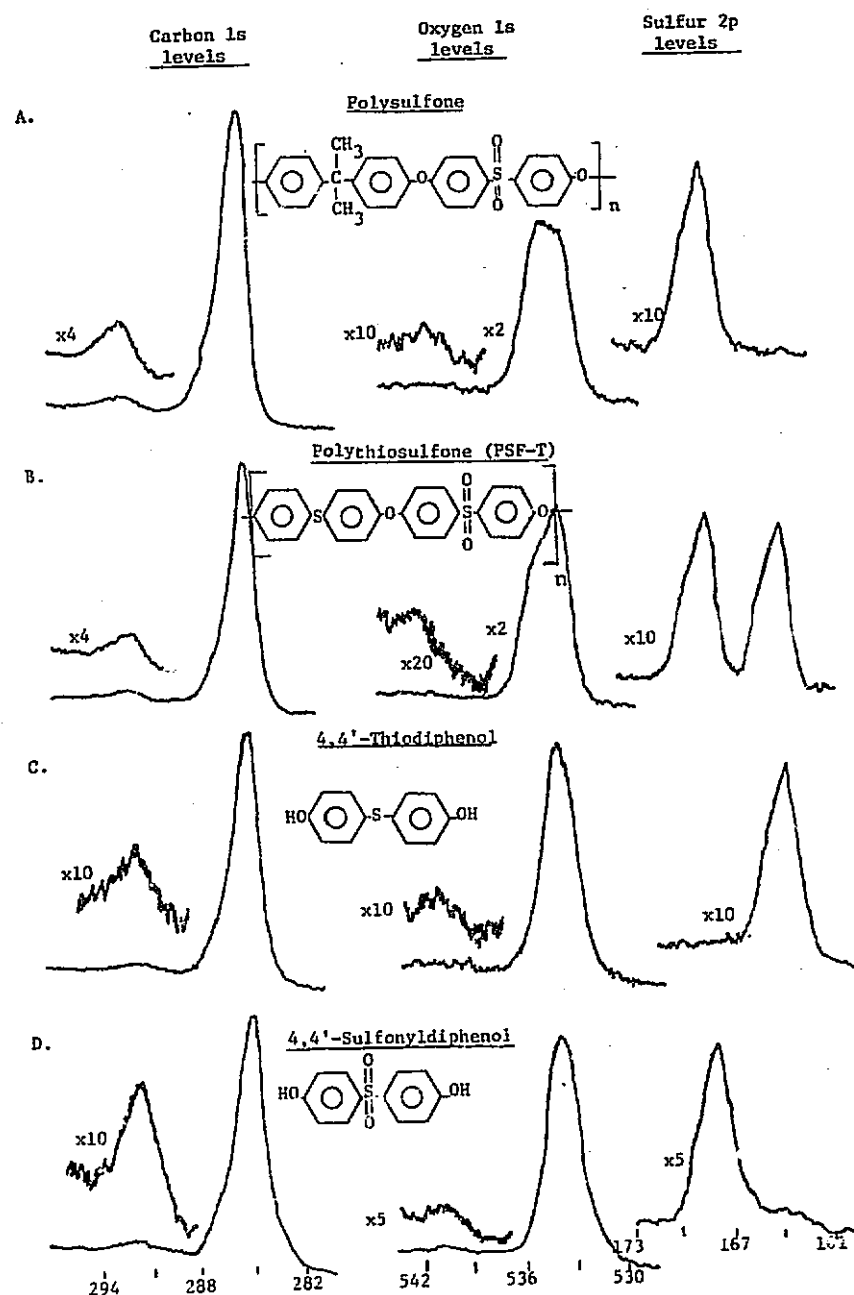 Carbon 1s
levels
Oxygen 1s
levels
Sulfur 2p
levels
A.
Polysulfone
CH3
C
CH3
O
O
S
O
O
n
x4
x10
x2
x10
B.
Polythiosulfone (PSF-T)
S
O
O
S
O
O
n
x4
x20
x2
x10
C.
4,4'-Thiodiphenol
HO
S
OH
x10
x10
x10
D.
4,4'-Sulfonyldiphenol
O
HO
S
OH
O
x10
x5
x5
294
288
282
542
536
530
173
167